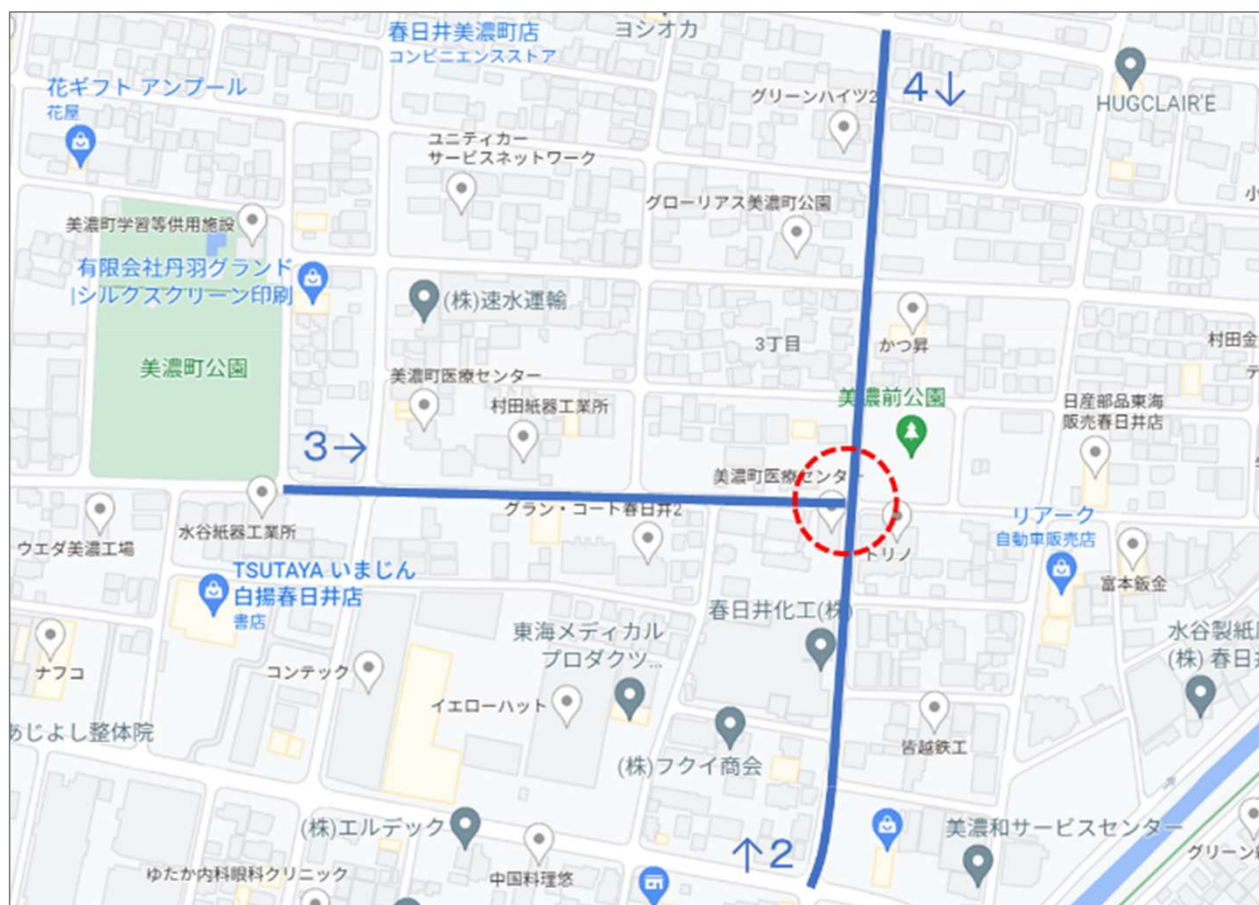 春日井美濃町店
コンビニエンスストア
ヨシオカ
花ギフト アンプール
花屋
グリーンハイツ2
4↓
HUGCLAIR'E
ユニティカー
サービスネットワーク
美濃町学習等供用施設
グローリアス美濃町公園
有限会社丹羽グランド
|シルクスクリーン印刷
(株)速水運輸
3丁目
かつ昇
村田金
美濃町公園
美濃町医療センター
村田紙器工業所
美濃前公園
日産部品東海
販売春日井店
3→
美濃町医療センター
水谷紙器工業所
グラン・コート春日井2
トリノ
リアーク
自動車販売店
ウエダ美濃工場
富本鈑金
TSUTAYA いまじん
白揚春日井店
書店
春日井化工(株)
東海メディカル
プロダクツ...
水谷製紙
(株) 春日井
ナフコ
コンテック
イエローハット
あじよし整体院
皆越鉄工
(株)フクイ商会
(株)エルデック
↑2
美濃和サービスセンター
ゆたか内科眼科クリニック
中国料理悠
グリーン